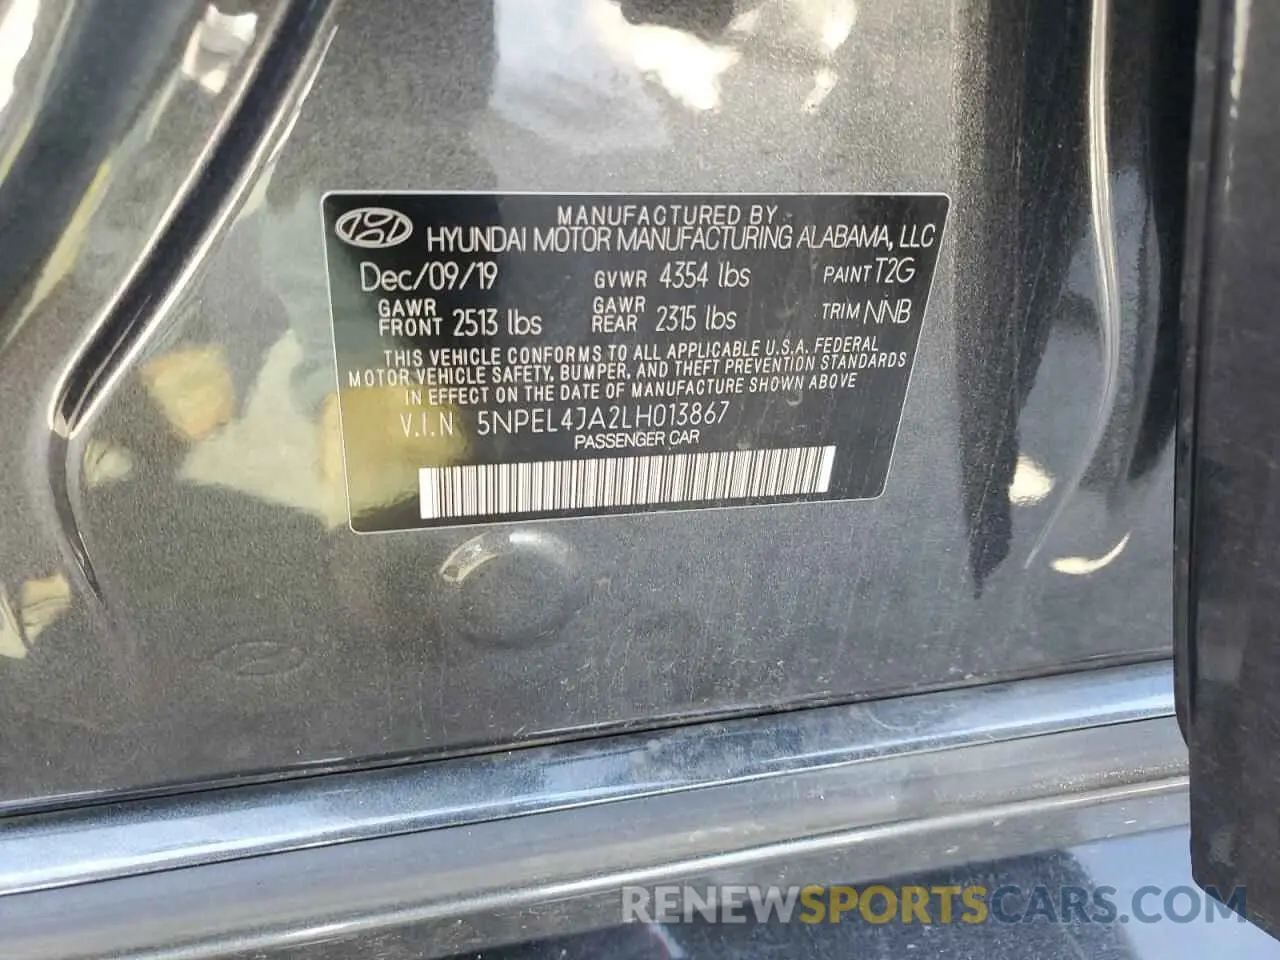 MANUFACTURED BY
HYUNDAI MOTOR MANUFACTURING ALABAMA, LLC
Dec/09/19 GVWR 4354 lbs PAINT T2G
GAWR FRONT 2513 lbs GAWR REAR 2315 lbs TRIM NNB
THIS VEHICLE CONFORMS TO ALL APPLICABLE U.S.A. FEDERAL
MOTOR VEHICLE SAFETY, BUMPER, AND THEFT PREVENTION STANDARDS
IN EFFECT ON THE DATE OF MANUFACTURE SHOWN ABOVE
V.I.N 5NPEL4JA2LH013867
PASSENGER CAR
RENEWSPORTSCARS.COM